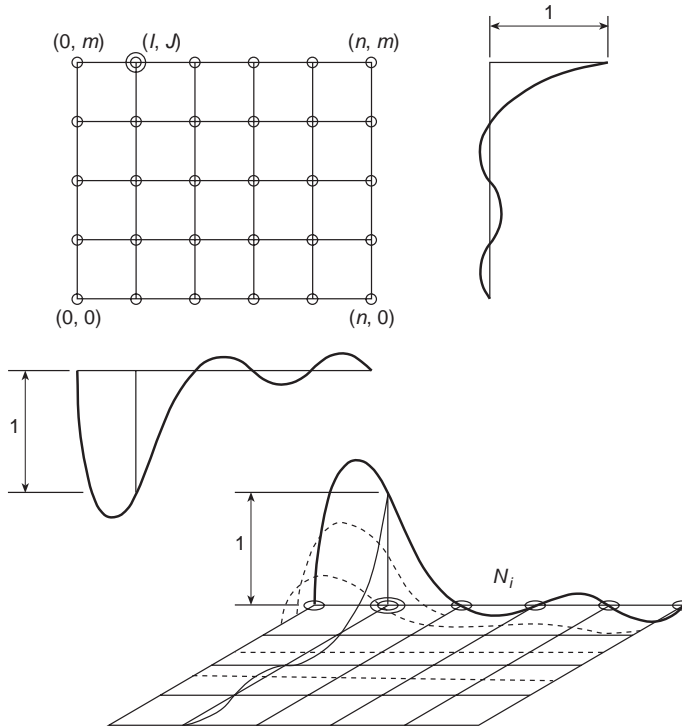 1
(0, m) (I, J) (n, m)
(0, 0) (n, 0)
1
1
N_i